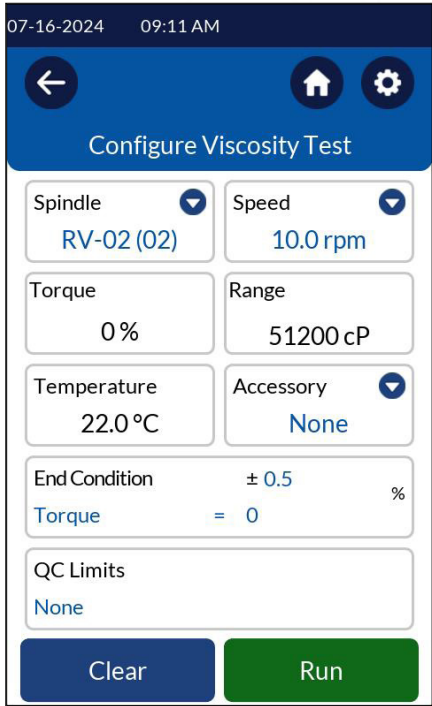 07-16-2024 09:11 AM
Configure Viscosity Test
Spindle
RV-02 (02)
Speed
10.0 rpm
Torque
0 %
Range
51200 cP
Temperature
22.0 °C
Accessory
None
End Condition ± 0.5 %
Torque = 0
QC Limits
None
Clear
Run